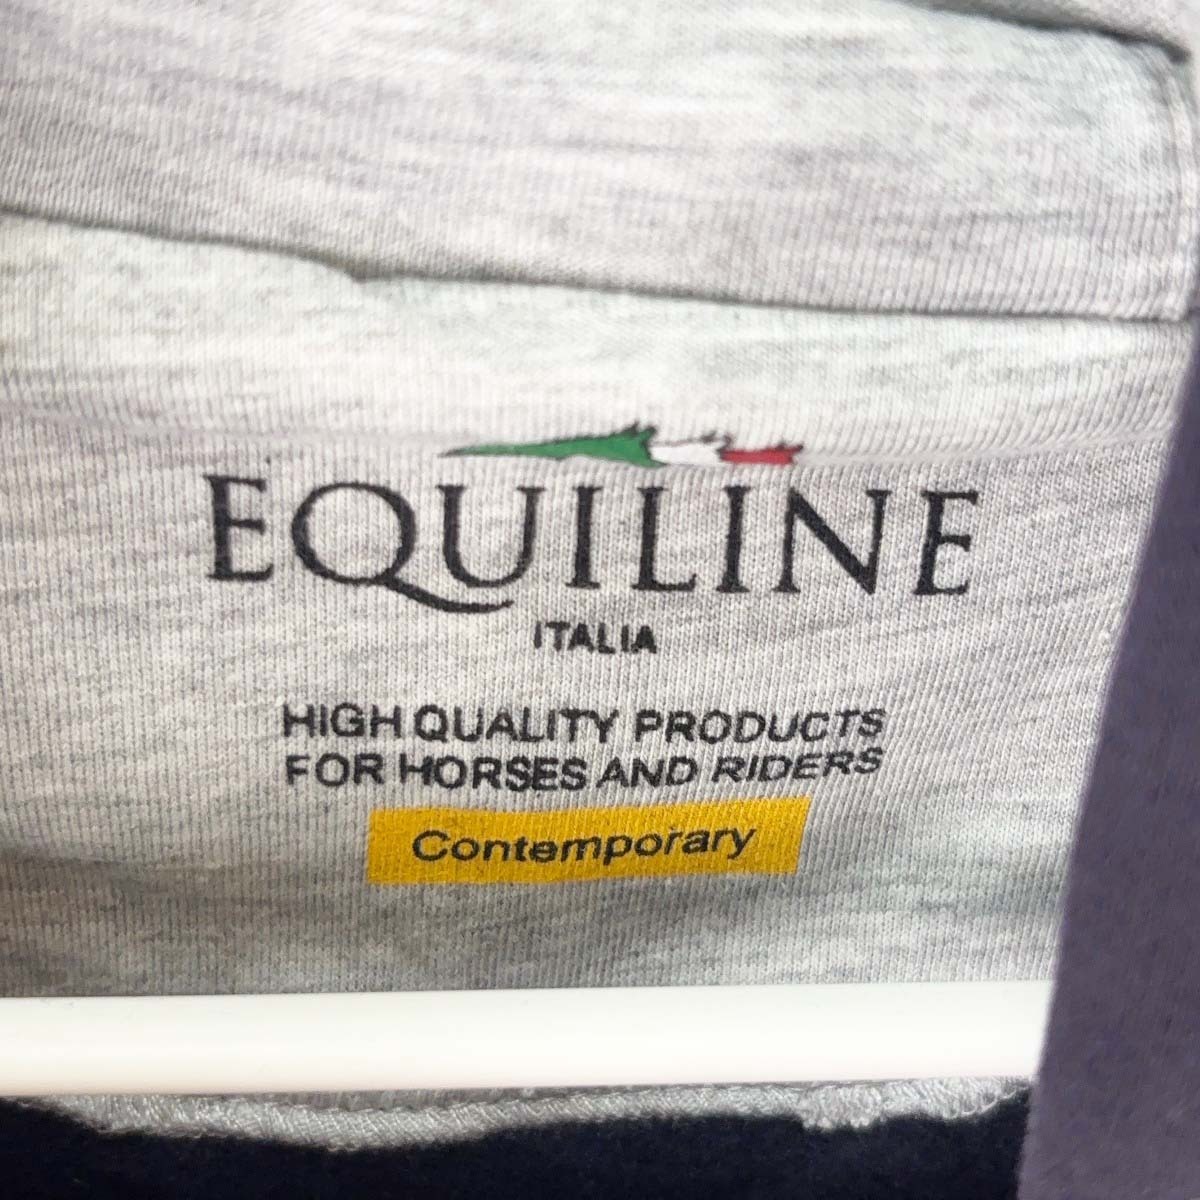 EQUILINE
ITALIA
HIGH QUALITY PRODUCTS
FOR HORSES AND RIDERS
Contemporary